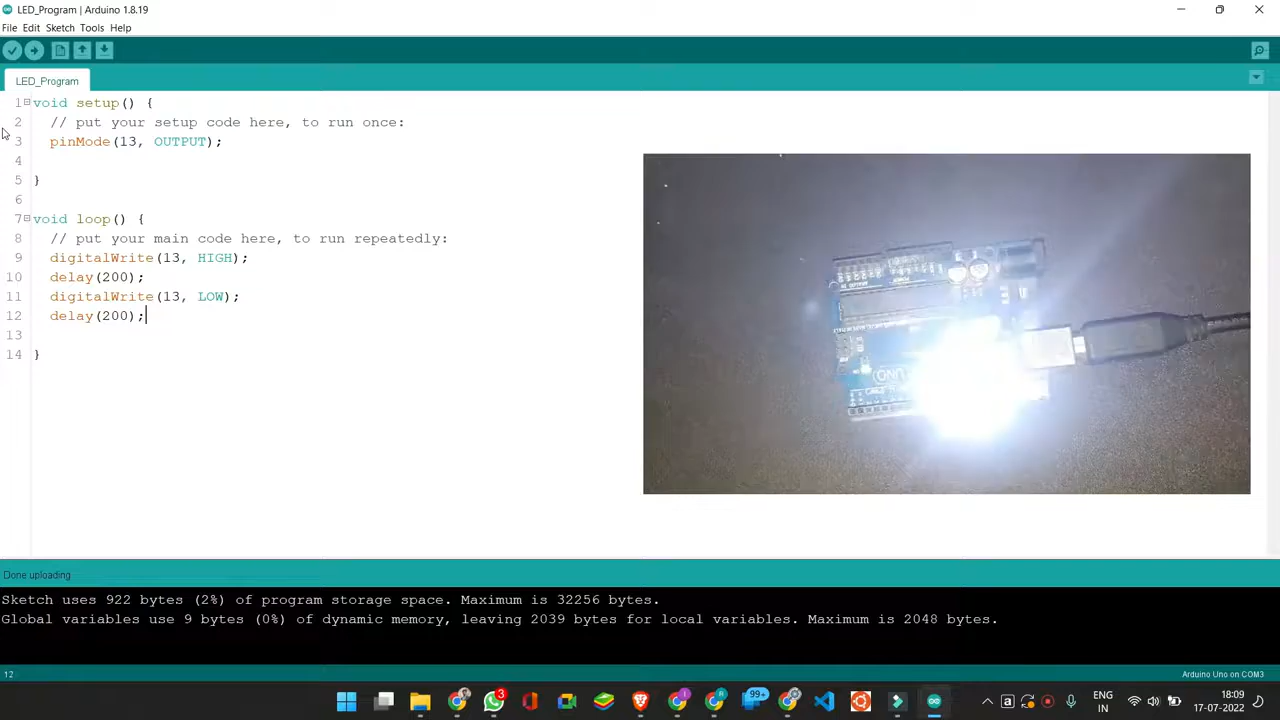 LED_Program | Arduino 1.8.19
File Edit Sketch Tools Help
LED_Program
1 void setup() {
2 // put your setup code here, to run once:
3 pinMode(13, OUTPUT);
4
5 }
6
7 void loop() {
8 // put your main code here, to run repeatedly:
9 digitalWrite(13, HIGH);
10 delay(200);
11 digitalWrite(13, LOW);
12 delay(200);
13
14 }
UNO
Done uploading
Sketch uses 922 bytes (2%) of program storage space. Maximum is 32256 bytes.
Global variables use 9 bytes (0%) of dynamic memory, leaving 2039 bytes for local variables. Maximum is 2048 bytes.
12 Arduino Uno on COM3
3 99+ ENG 18:09
IN 17-07-2022